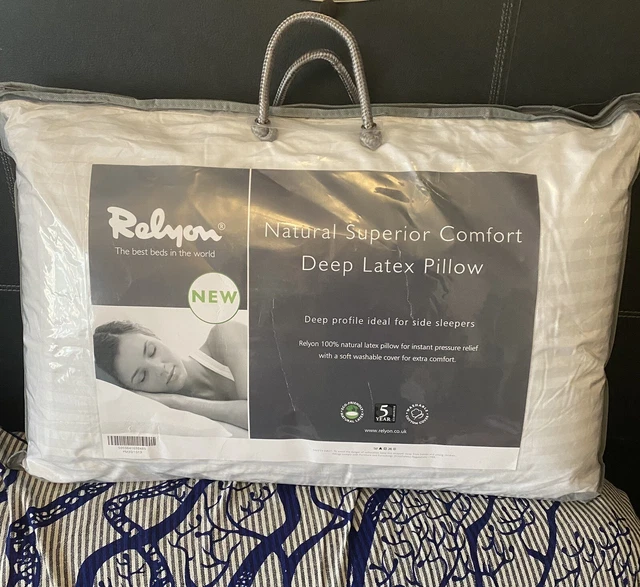 Relyon®
The best beds in the world
NEW
Natural Superior Comfort
Deep Latex Pillow
Deep profile ideal for side sleepers
Relyon 100% natural latex pillow for instant pressure relief
with a soft washable cover for extra comfort.
5
YEAR
www.relyon.co.uk